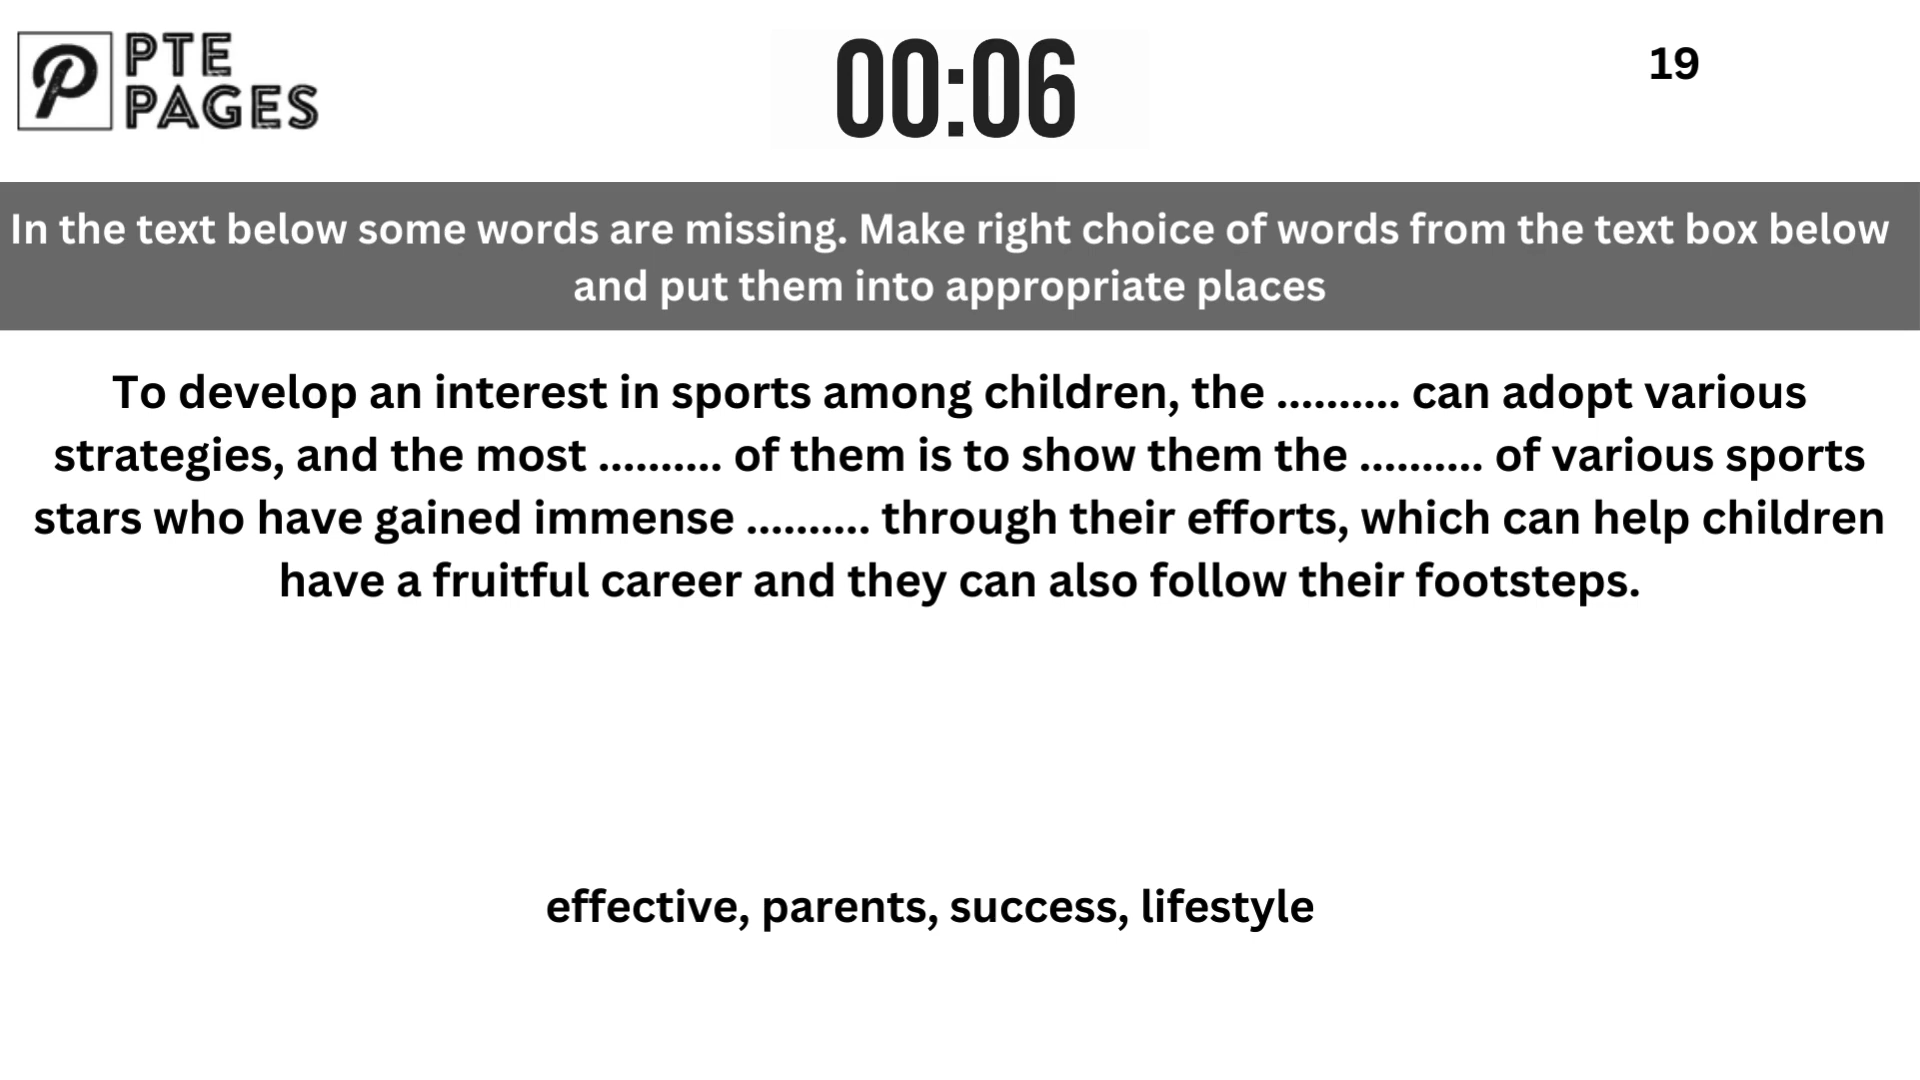 PTE
PAGES
00:06
19
In the text below some words are missing. Make right choice of words from the text box below
and put them into appropriate places
To develop an interest in sports among children, the .......... can adopt various
strategies, and the most .......... of them is to show them the .......... of various sports
stars who have gained immense .......... through their efforts, which can help children
have a fruitful career and they can also follow their footsteps.
effective, parents, success, lifestyle